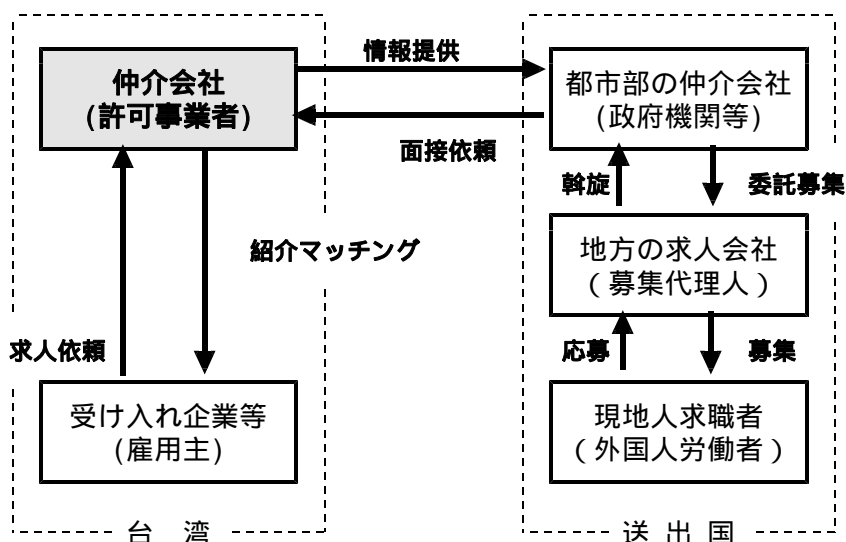 情報提供
仲介会社
(許可事業者)
都市部の仲介会社
(政府機関等)
面接依頼
斡旋
委託募集
紹介マッチング
地方の求人会社
(募集代理人)
求人依頼
応募
募集
受け入れ企業等
(雇用主)
現地人求職者
(外国人労働者)
台 湾
送 出 国